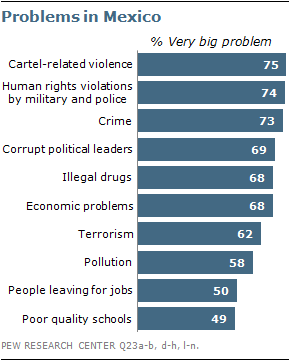 Problems in Mexico
% Very big problem
Cartel-related violence 75
Human rights violations
by military and police 74
Crime 73
Corrupt political leaders 69
Illegal drugs 68
Economic problems 68
Terrorism 62
Pollution 58
People leaving for jobs 50
Poor quality schools 49
PEW RESEARCH CENTER Q23a-b, d-h, l-n.